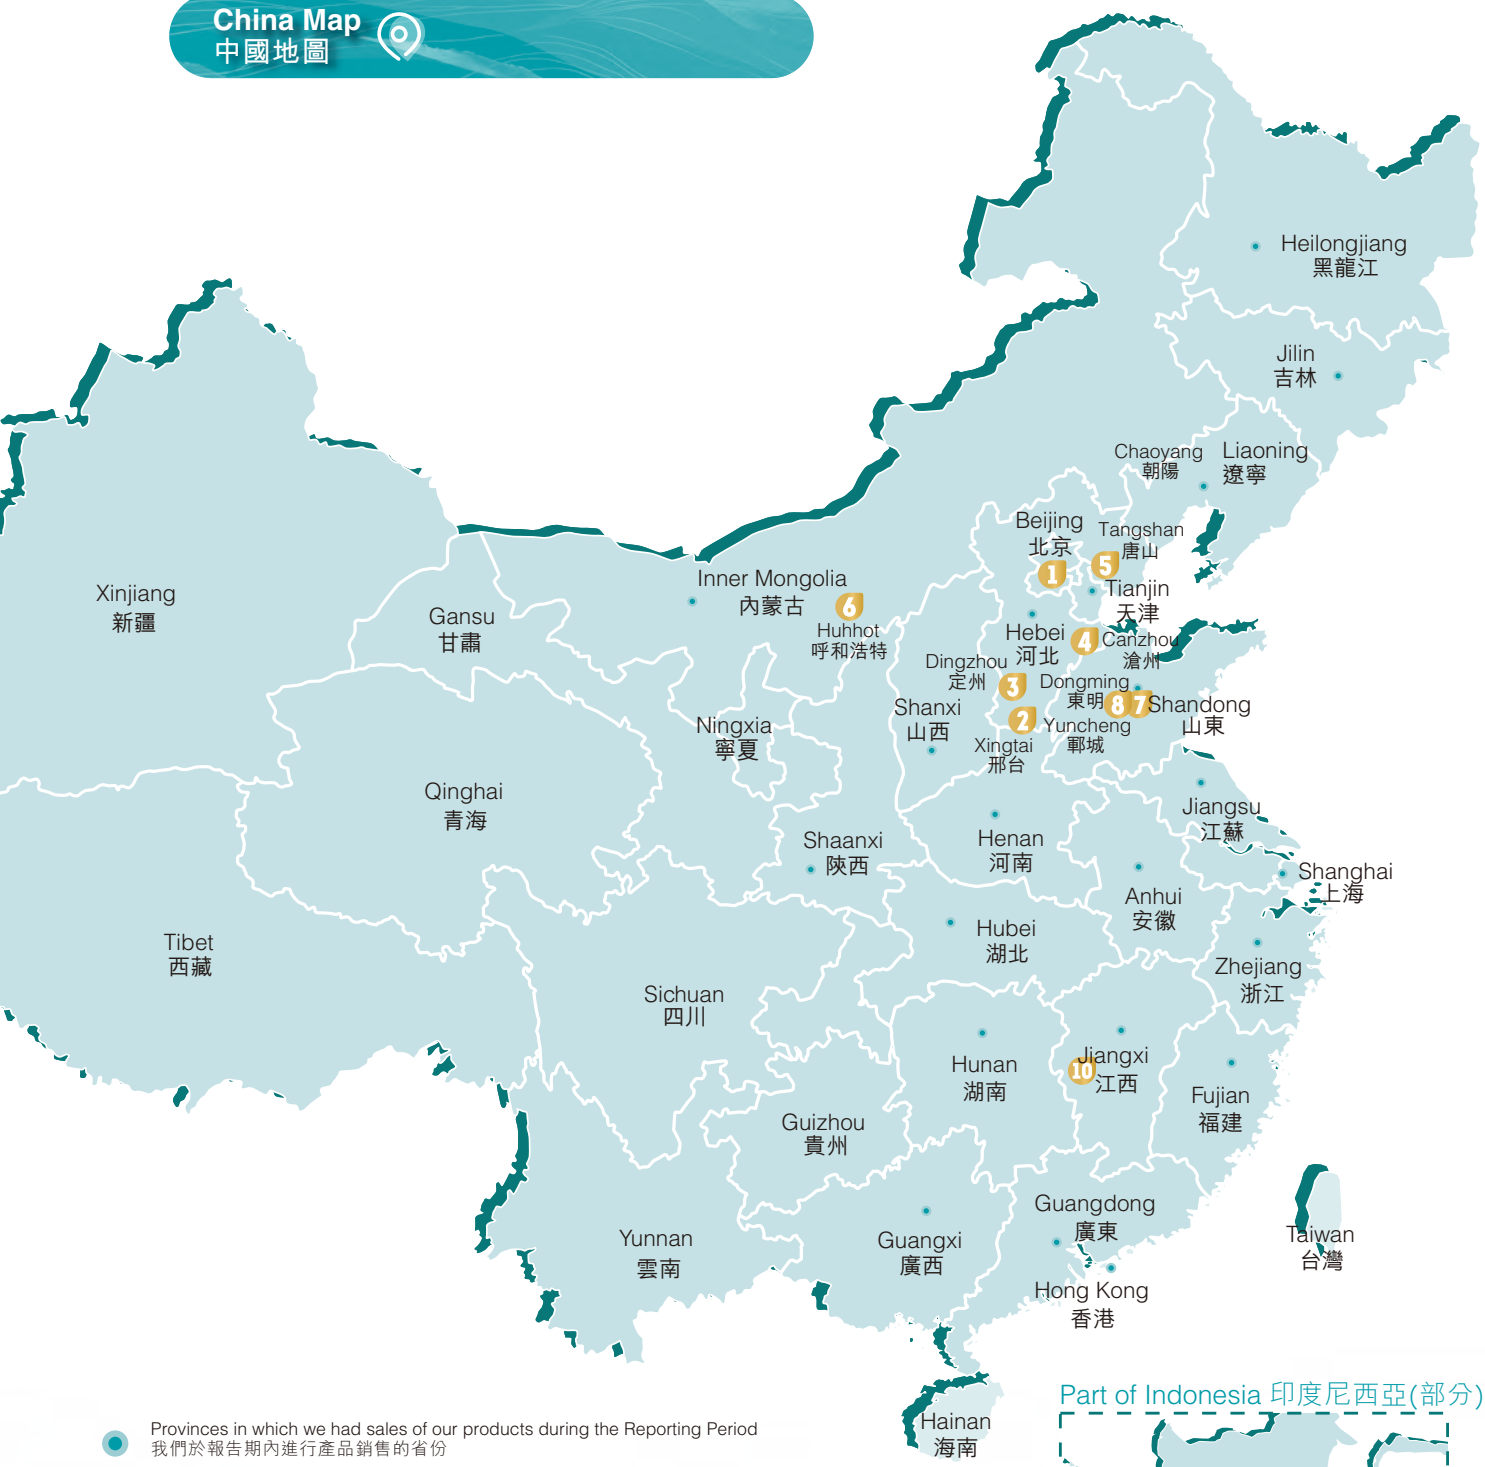 China Map
中國地圖
Heilongjiang
黑龍江
Jilin
吉林
Chaoyang
朝陽
Liaoning
遼寧
Beijing
北京
1
Tangshan
唐山
5
Tianjin
天津
Inner Mongolia
內蒙古
6
Huhhot
呼和浩特
Xinjiang
新疆
Gansu
甘肅
Hebei
河北
4
Canzhou
滄州
Dingzhou
定州
3
Dongming
東明
8
7
Shandong
山東
Shanxi
山西
2
Yuncheng
鄆城
Xingtai
邢台
Ningxia
寧夏
Qinghai
青海
Jiangsu
江蘇
Shaanxi
陝西
Henan
河南
Shanghai
上海
Anhui
安徽
Hubei
湖北
Tibet
西藏
Zhejiang
浙江
Sichuan
四川
Hunan
湖南
Jiangxi
江西
10
Fujian
福建
Guizhou
貴州
Guangdong
廣東
Yunnan
雲南
Guangxi
廣西
Taiwan
台灣
Hong Kong
香港
Part of Indonesia 印度尼西亞(部分)
Hainan
海南
Provinces in which we had sales of our products during the Reporting Period
我們於報告期內進行產品銷售的省份